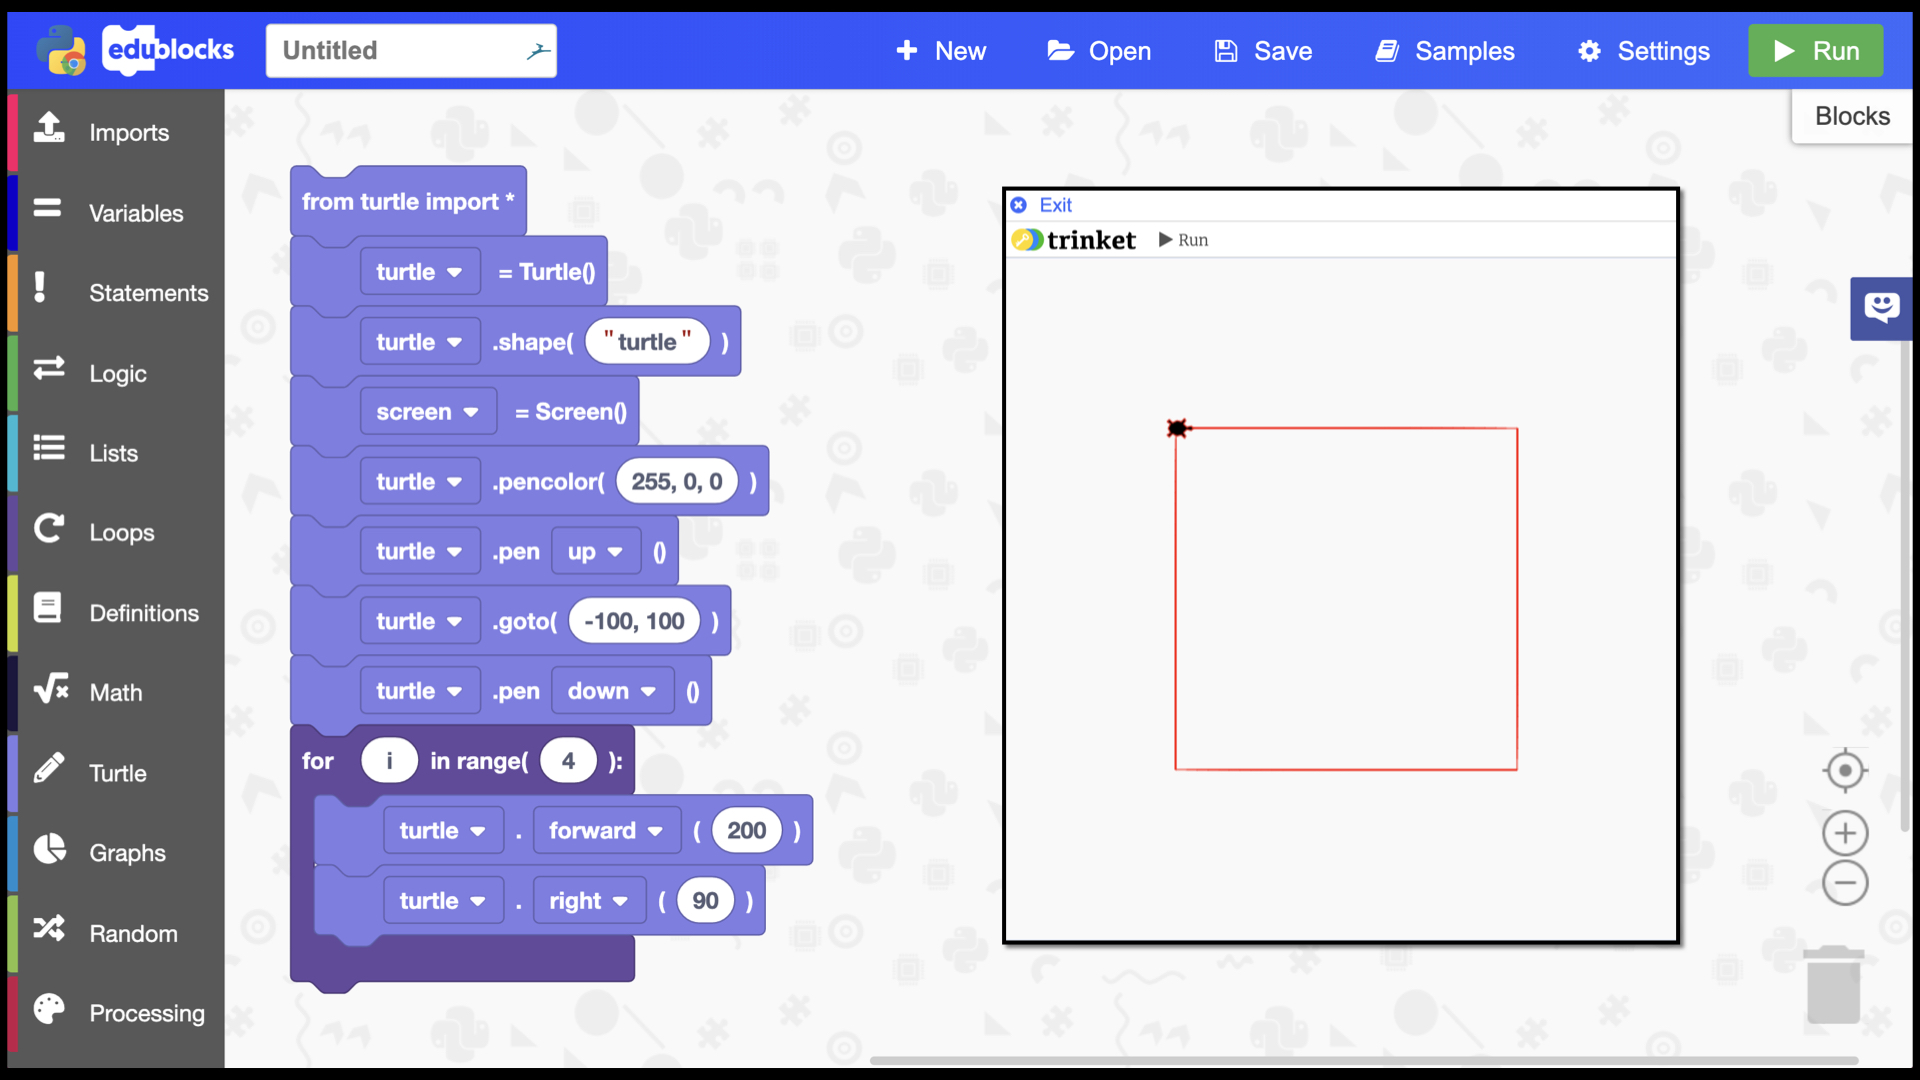 edublocks Untitled New Open Save Samples Settings Run
Blocks
Imports
Variables
Statements
Logic
Lists
Loops
Definitions
Math
Turtle
Graphs
Random
Processing
from turtle import *
turtle = Turtle()
turtle .shape( "turtle" )
screen = Screen()
turtle .pencolor( 255, 0, 0 )
turtle .pen up ()
turtle .goto( -100, 100 )
turtle .pen down ()
for i in range( 4 ):
turtle . forward ( 200 )
turtle . right ( 90 )
Exit
trinket Run